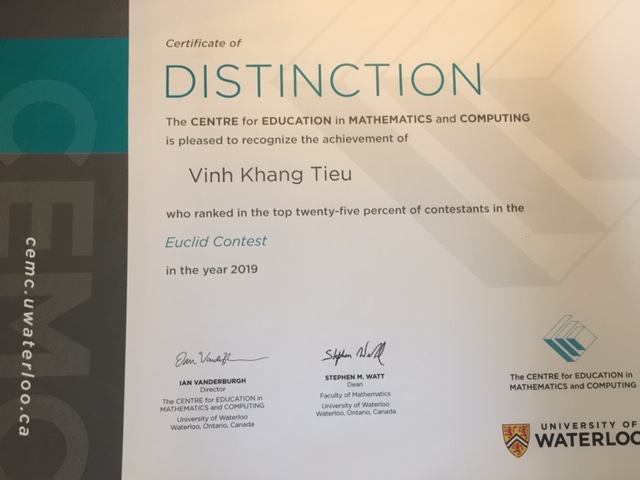 Certificate of
DISTINCTION
The CENTRE for EDUCATION in MATHEMATICS and COMPUTING
is pleased to recognize the achievement of
Vinh Khang Tieu
who ranked in the top twenty-five percent of contestants in the
Euclid Contest
in the year 2019
IAN VANDERBURGH
Director
The CENTRE for EDUCATION in
MATHEMATICS and COMPUTING
University of Waterloo
Waterloo, Ontario, Canada
STEPHEN M. WATT
Dean
Faculty of Mathematics
University of Waterloo
Waterloo, Ontario, Canada
The CENTRE for EDUCATION in
MATHEMATICS and COMPUTING
UNIVERSITY OF
WATERLOO
cemc.uwaterloo.ca
CEMC